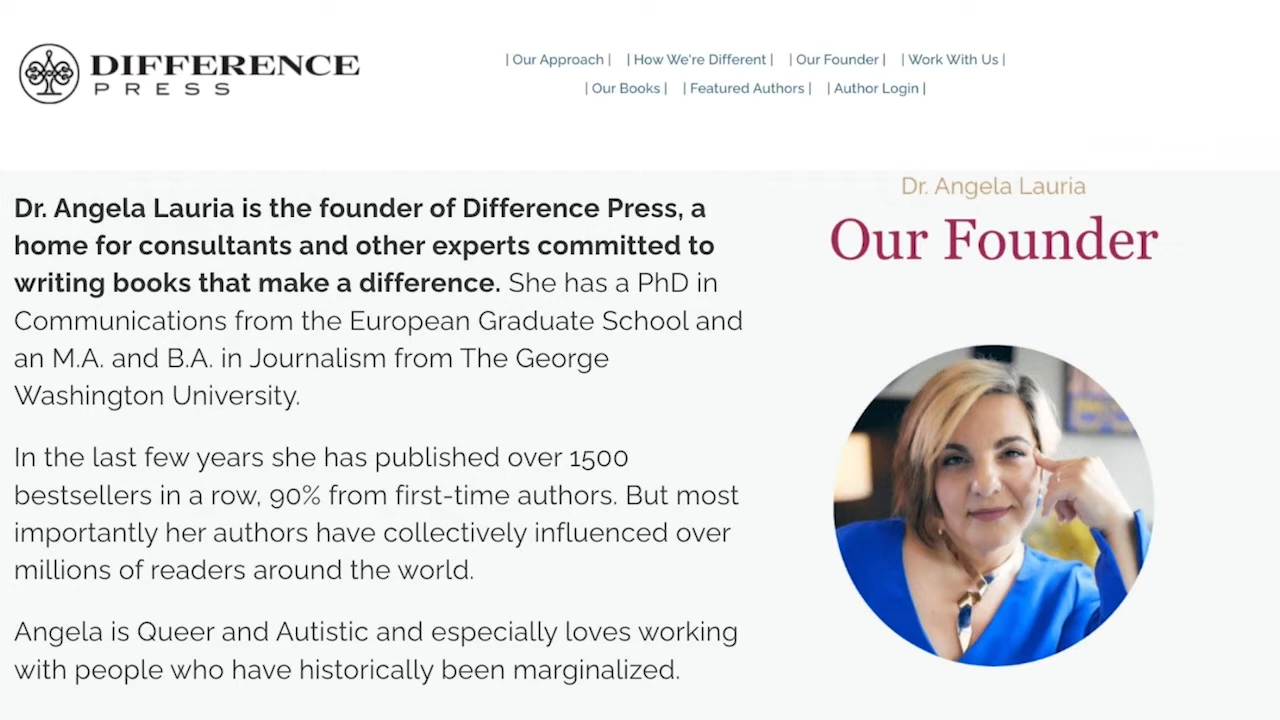 DIFFERENCE
PRESS
| Our Approach | | How We're Different | | Our Founder | | Work With Us |
| Our Books | | Featured Authors | | Author Login |
Dr. Angela Lauria is the founder of Difference Press, a
home for consultants and other experts committed to
writing books that make a difference. She has a PhD in
Communications from the European Graduate School and
an M.A. and B.A. in Journalism from The George
Washington University.
In the last few years she has published over 1500
bestsellers in a row, 90% from first-time authors. But most
importantly her authors have collectively influenced over
millions of readers around the world.
Angela is Queer and Autistic and especially loves working
with people who have historically been marginalized.
Dr. Angela Lauria
Our Founder